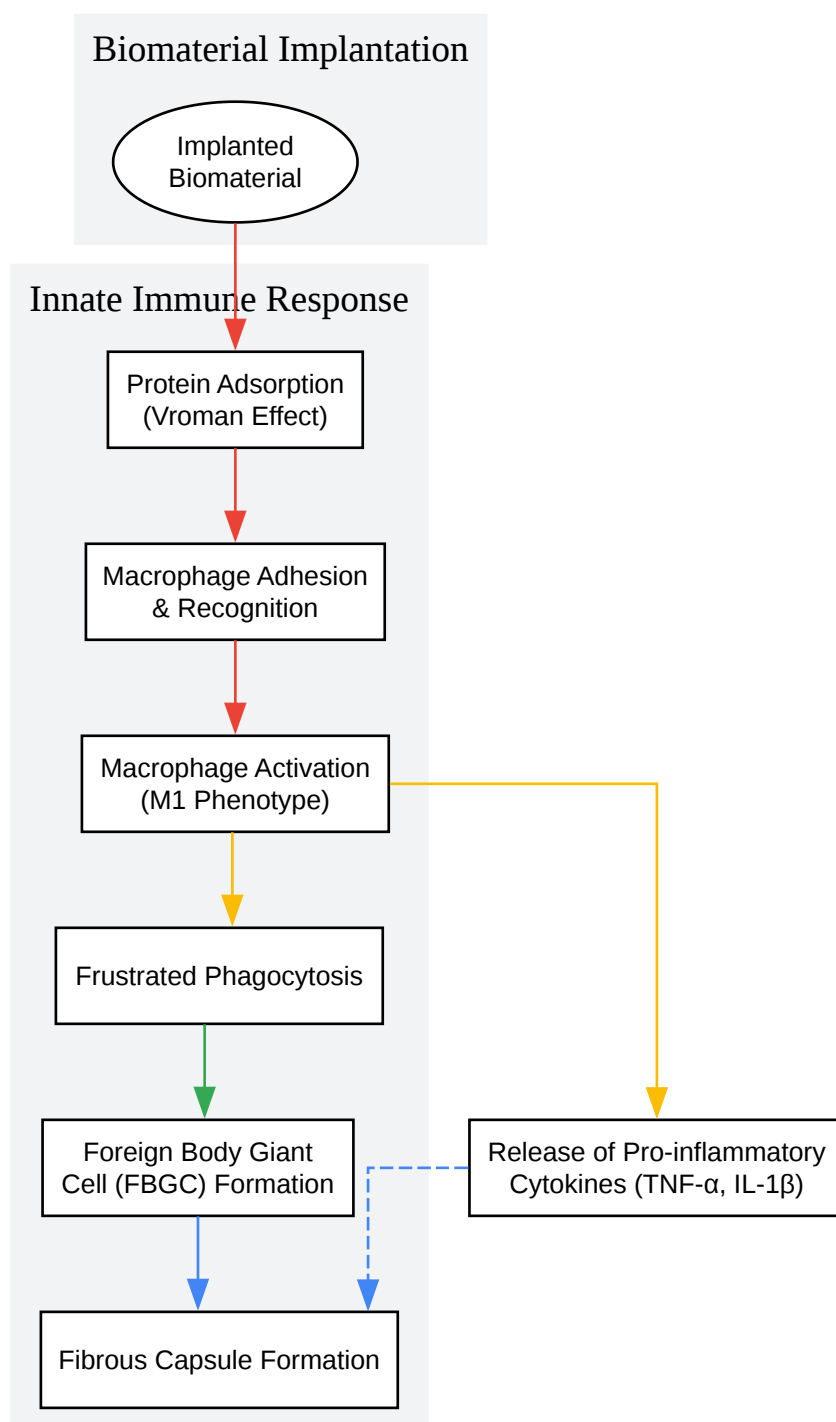 Biomaterial Implantation
Implanted
Biomaterial
Innate Immune Response
Protein Adsorption
(Vroman Effect)
Macrophage Adhesion
& Recognition
Macrophage Activation
(M1 Phenotype)
Frustrated Phagocytosis
Foreign Body Giant
Cell (FBGC) Formation
Release of Pro-inflammatory
Cytokines (TNF-α, IL-1β)
Fibrous Capsule Formation